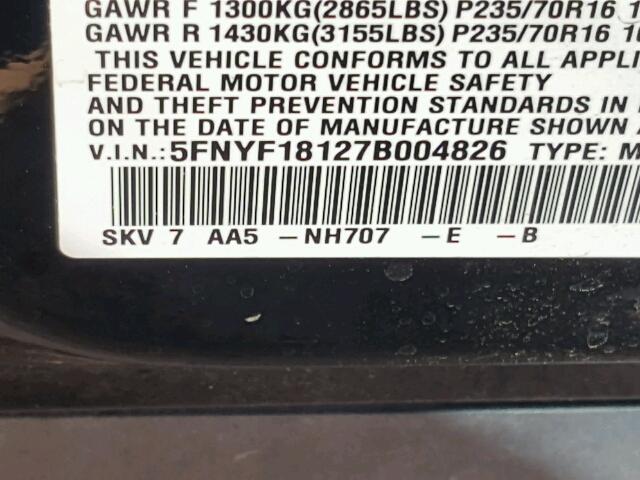 GAWR F 1300KG(2865LBS) P235/70R16
GAWR R 1430KG(3155LBS) P235/70R16
THIS VEHICLE CONFORMS TO ALL
FEDERAL MOTOR VEHICLE SAFETY
AND THEFT PREVENTION STANDARDS IN
ON THE DATE OF MANUFACTURE SHOWN
V.I.N.:5FNYF18127B004826 TYPE:
SKV 7 AA5 -NH707 -E -B